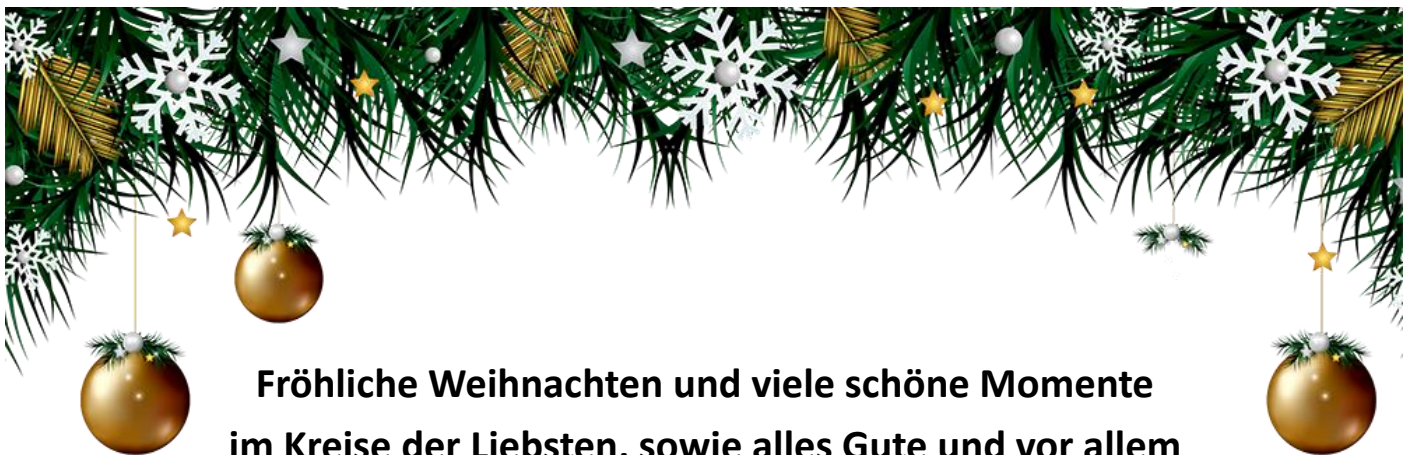 Fröhliche Weihnachten und viele schöne Momente
im Kreise der Liebsten, sowie alles Gute und vor allem